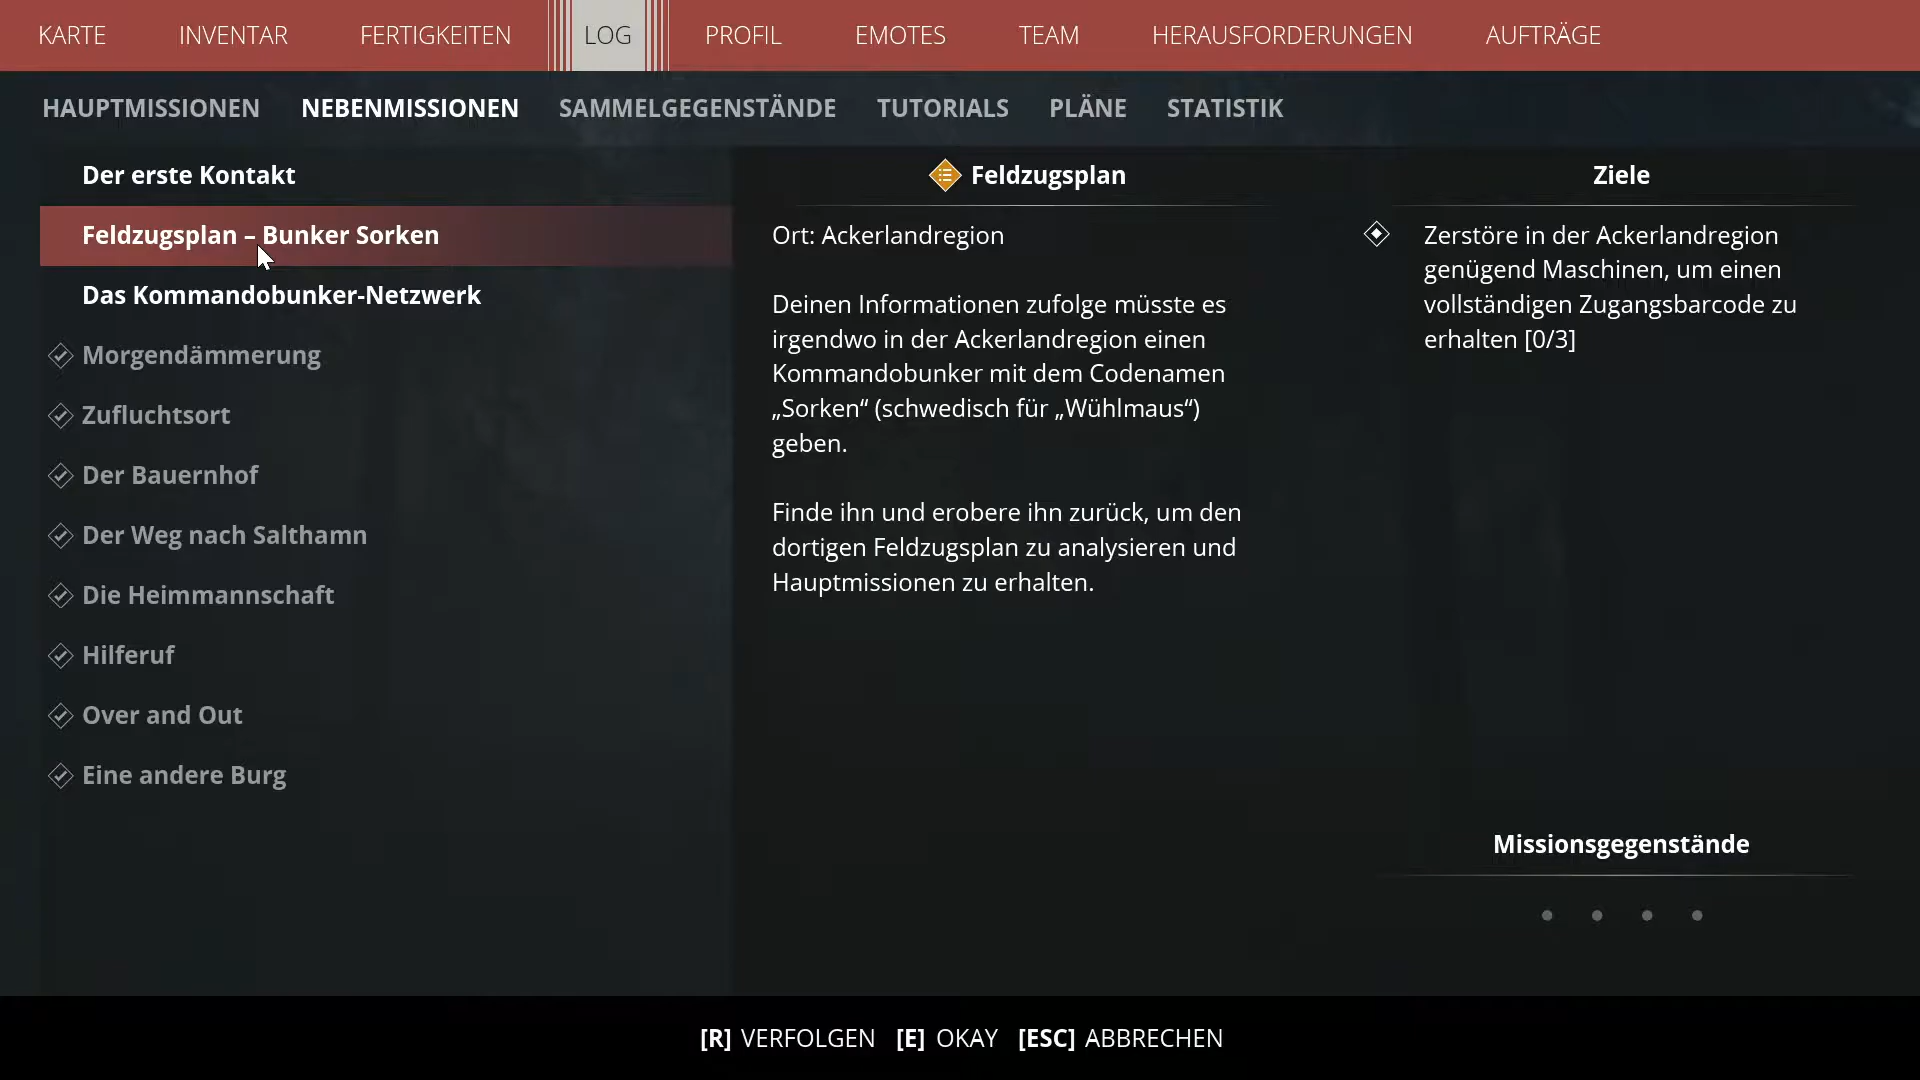 KARTE INVENTAR FERTIGKEITEN LOG PROFIL EMOTES TEAM HERAUSFORDERUNGEN AUFTRÄGE
HAUPTMISSIONEN NEBENMISSIONEN SAMMELGEGENSTÄNDE TUTORIALS PLÄNE STATISTIK
Der erste Kontakt
Feldzugsplan – Bunker Sorken
Das Kommandobunker-Netzwerk
Morgendämmerung
Zufluchtsort
Der Bauernhof
Der Weg nach Salthamn
Die Heimmannschaft
Hilferuf
Over and Out
Eine andere Burg
Feldzugsplan
Ort: Ackerlandregion
Deinen Informationen zufolge müsste es
irgendwo in der Ackerlandregion einen
Kommandobunker mit dem Codenamen
„Sorken“ (schwedisch für „Wühlmaus“)
geben.
Finde ihn und erobere ihn zurück, um den
dortigen Feldzugsplan zu analysieren und
Hauptmissionen zu erhalten.
Ziele
Zerstöre in der Ackerlandregion
genügend Maschinen, um einen
vollständigen Zugangsbarcode zu
erhalten [0/3]
Missionsgegenstände
[R] VERFOLGEN [E] OKAY [ESC] ABBRECHEN